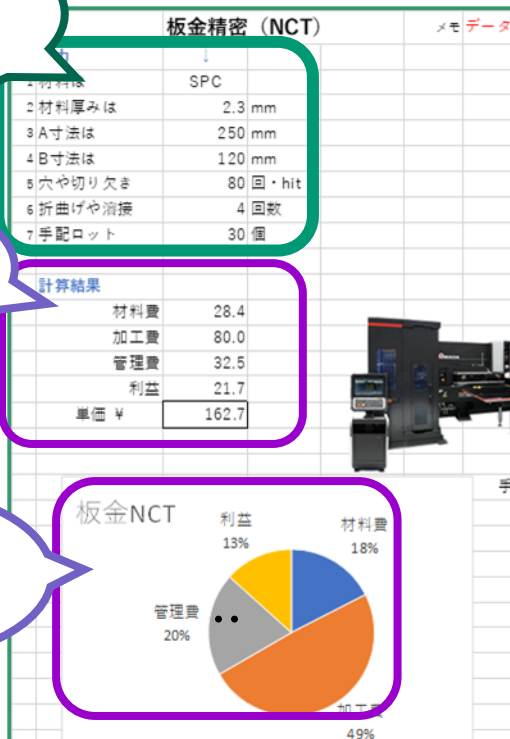 板金精密（NCT）
メモ データ
↓
1 材料は SPC
2 材料厚みは 2.3 mm
3 A寸法は 250 mm
4 B寸法は 120 mm
5 穴や切り欠き 80 回・hit
6 折曲げや溶接 4 回数
7 手配ロット 30 個
計算結果
材料費 28.4
加工費 80.0
管理費 32.5
利益 21.7
単価 ¥ 162.7
手
板金NCT
利益
13%
材料費
18%
管理費
20%
加工費
49%